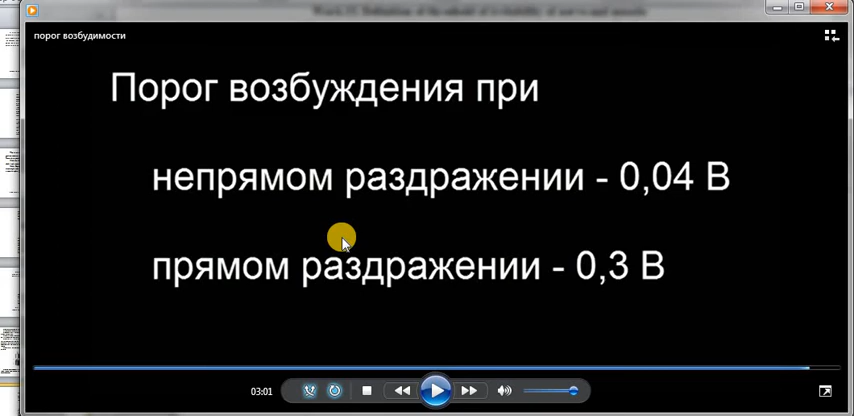 порог возбудимости
Порог возбуждения при
непрямом раздражении - 0,04 В
прямом раздражении - 0,3 В
03:01